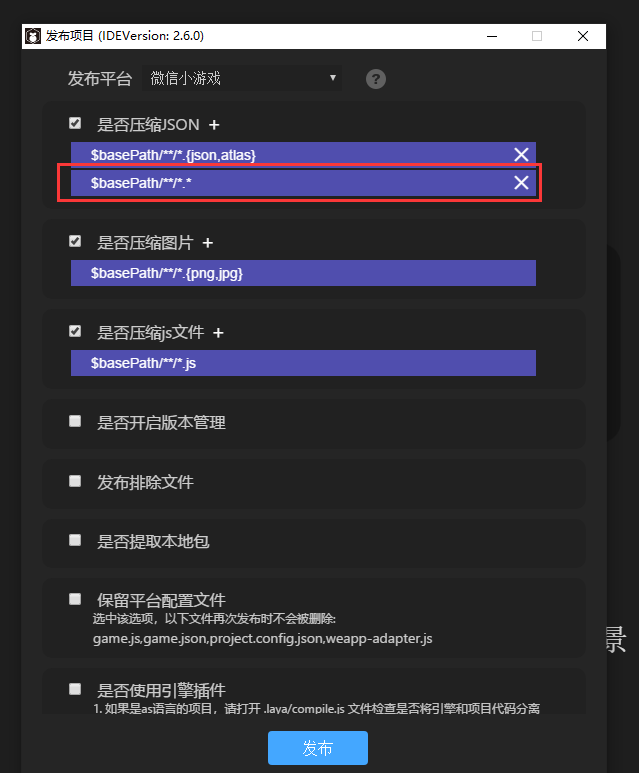 发布项目 (IDEVersion: 2.6.0)
发布平台 微信小游戏 ?
是否压缩JSON +
$basePath/**/*.{json,atlas}
$basePath/**/*.*
是否压缩图片 +
$basePath/**/*.{png,jpg}
是否压缩js文件 +
$basePath/**/*.js
是否开启版本管理
发布排除文件
是否提取本地包
保留平台配置文件
选中该选项，以下文件再次发布时不会被删除:
game.js,game.json,project.config.json,weapp-adapter.js
景
是否使用引擎插件
1. 如果是as语言的项目，请打开 .laya/compile.js 文件检查是否将引擎和项目代码分离
发布